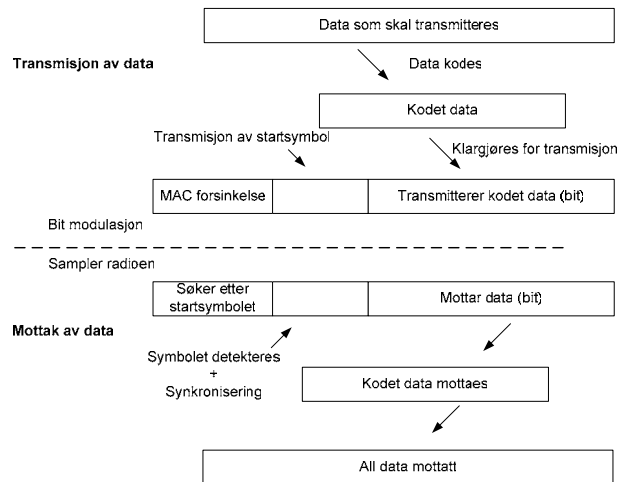 Data som skal transmitteres
Transmisjon av data
Data kodes
Kodet data
Transmisjon av startsymbol
Klargjøres for transmisjon
MAC forsinkelse
Transmitterer kodet data (bit)
Bit modulasjon
Sampler radioen
Søker etter
startsymbolet
Mottar data (bit)
Mottak av data
Symbolet detekteres
+
Synkronisering
Kodet data mottaes
All data mottatt